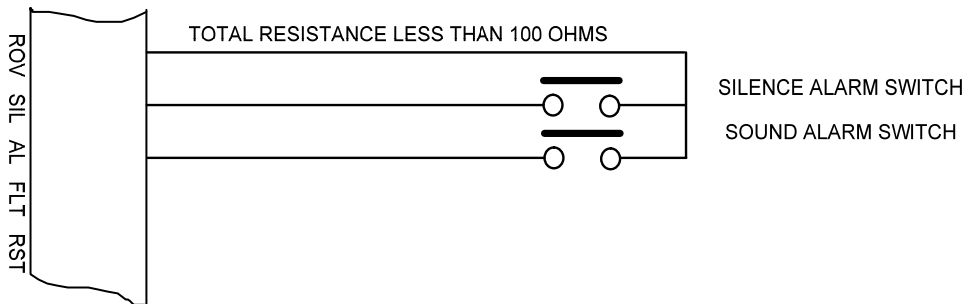 TOTAL RESISTANCE LESS THAN 100 OHMS
SILENCE ALARM SWITCH
SOUND ALARM SWITCH
ROV SIL AL FLT RST